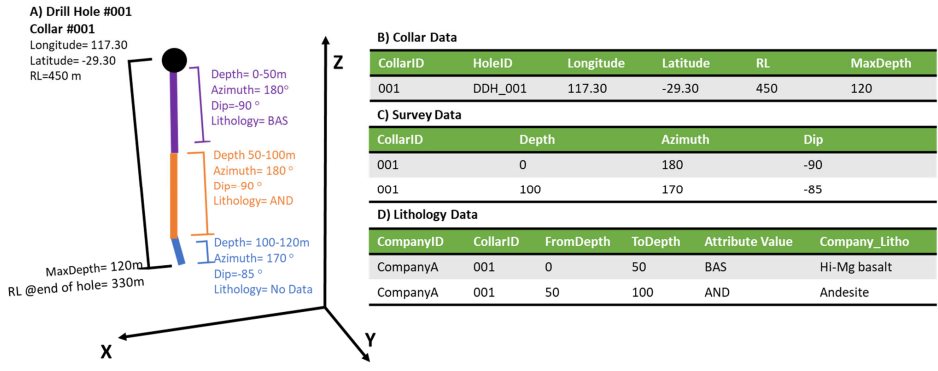 A) Drill Hole #001
Collar #001
Longitude= 117.30
Latitude= -29.30
RL=450 m
Depth= 0-50m
Azimuth= 180°
Dip=-90 °
Lithology= BAS
Depth 50-100m
Azimuth= 180 °
Dip=-90 °
Lithology= AND
Depth= 100-120m
Azimuth= 170 °
Dip=-85 °
Lithology= No Data
MaxDepth= 120m
RL @end of hole= 330m
Z
X
Y
B) Collar Data
CollarID HoleID Longitude Latitude RL MaxDepth
001 DDH_001 117.30 -29.30 450 120
C) Survey Data
CollarID Depth Azimuth Dip
001 0 180 -90
001 100 170 -85
D) Lithology Data
CompanyID CollarID FromDepth ToDepth Attribute Value Company_Litho
CompanyA 001 0 50 BAS Hi-Mg basalt
CompanyA 001 50 100 AND Andesite